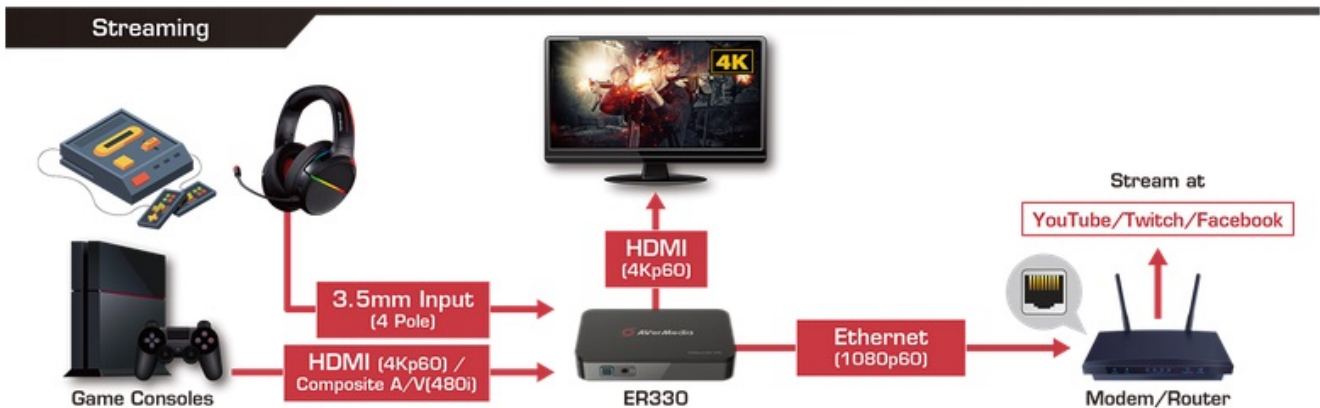 Streaming
4K
Stream at
YouTube/Twitch/Facebook
HDMI
(4Kp60)
3.5mm Input
(4 Pole)
AVerMedia
Ethernet
(1080p60)
HDMI (4Kp60) /
Composite A/V(480i)
Game Consoles
ER330
Modem/Router